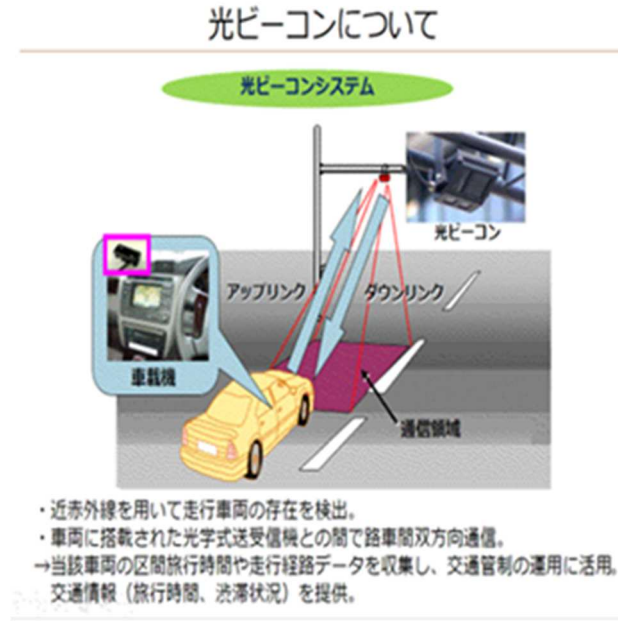 光ビーコンについて
光ビーコンシステム
光ビーコン
アップリンク
ダウンリンク
車載機
通信領域
・近赤外線を用いて走行車両の存在を検出。
・車両に搭載された光学式送受信機との間で路車間双方向通信。
→当該車両の区間旅行時間や走行経路データを収集し、交通管制の運用に活用。
交通情報（旅行時間、渋滞状況）を提供。